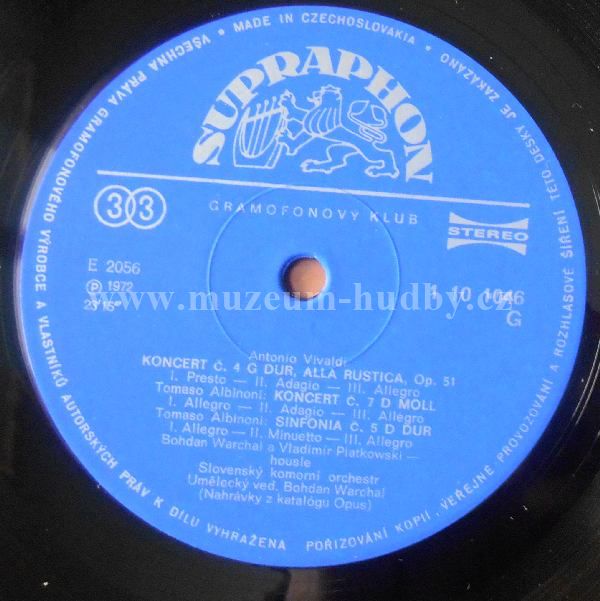 MADE IN CZECHOSLOVAKIA • VŠECHNA PRÁVA GRAMOFONOVÉHO VÝROBCE A VLASTNÍKŮ AUTORSKÝCH PRÁV K DÍLU VYHRAŽENA POŘIZOVÁNÍ KOPIÍ, VEŘEJNÉ PROVOZOVÁNÍ A ROZHLASOVÉ ŠÍŘENÍ TÉTO DESKY JE ZAKÁZÁNO
SUPRAPHON
33
GRAMOFONOVÝ KLUB
STEREO
E 2056
℗ 1972
1 10 1046
G
www.muzeum-hudby.cz
Antonio Vivaldi
KONCERT Č. 4 G DUR, ALLA RUSTICA, Op. 51
I. Presto — II. Adagio — III. Allegro
Tomaso Albinoni: KONCERT Č. 7 D MOLL
I. Allegro — II. Adagio — III. Allegro
Tomaso Albinoni: SINFONIA Č. 5 D DUR
I. Allegro — II. Minuetto — III. Allegro
Bohdan Warchal a Vladimír Piatkowski —
housle
Slovenský komorní orchestr
Umělecký ved. Bohdan Warchal
(Nahrávky z katalógu Opus)